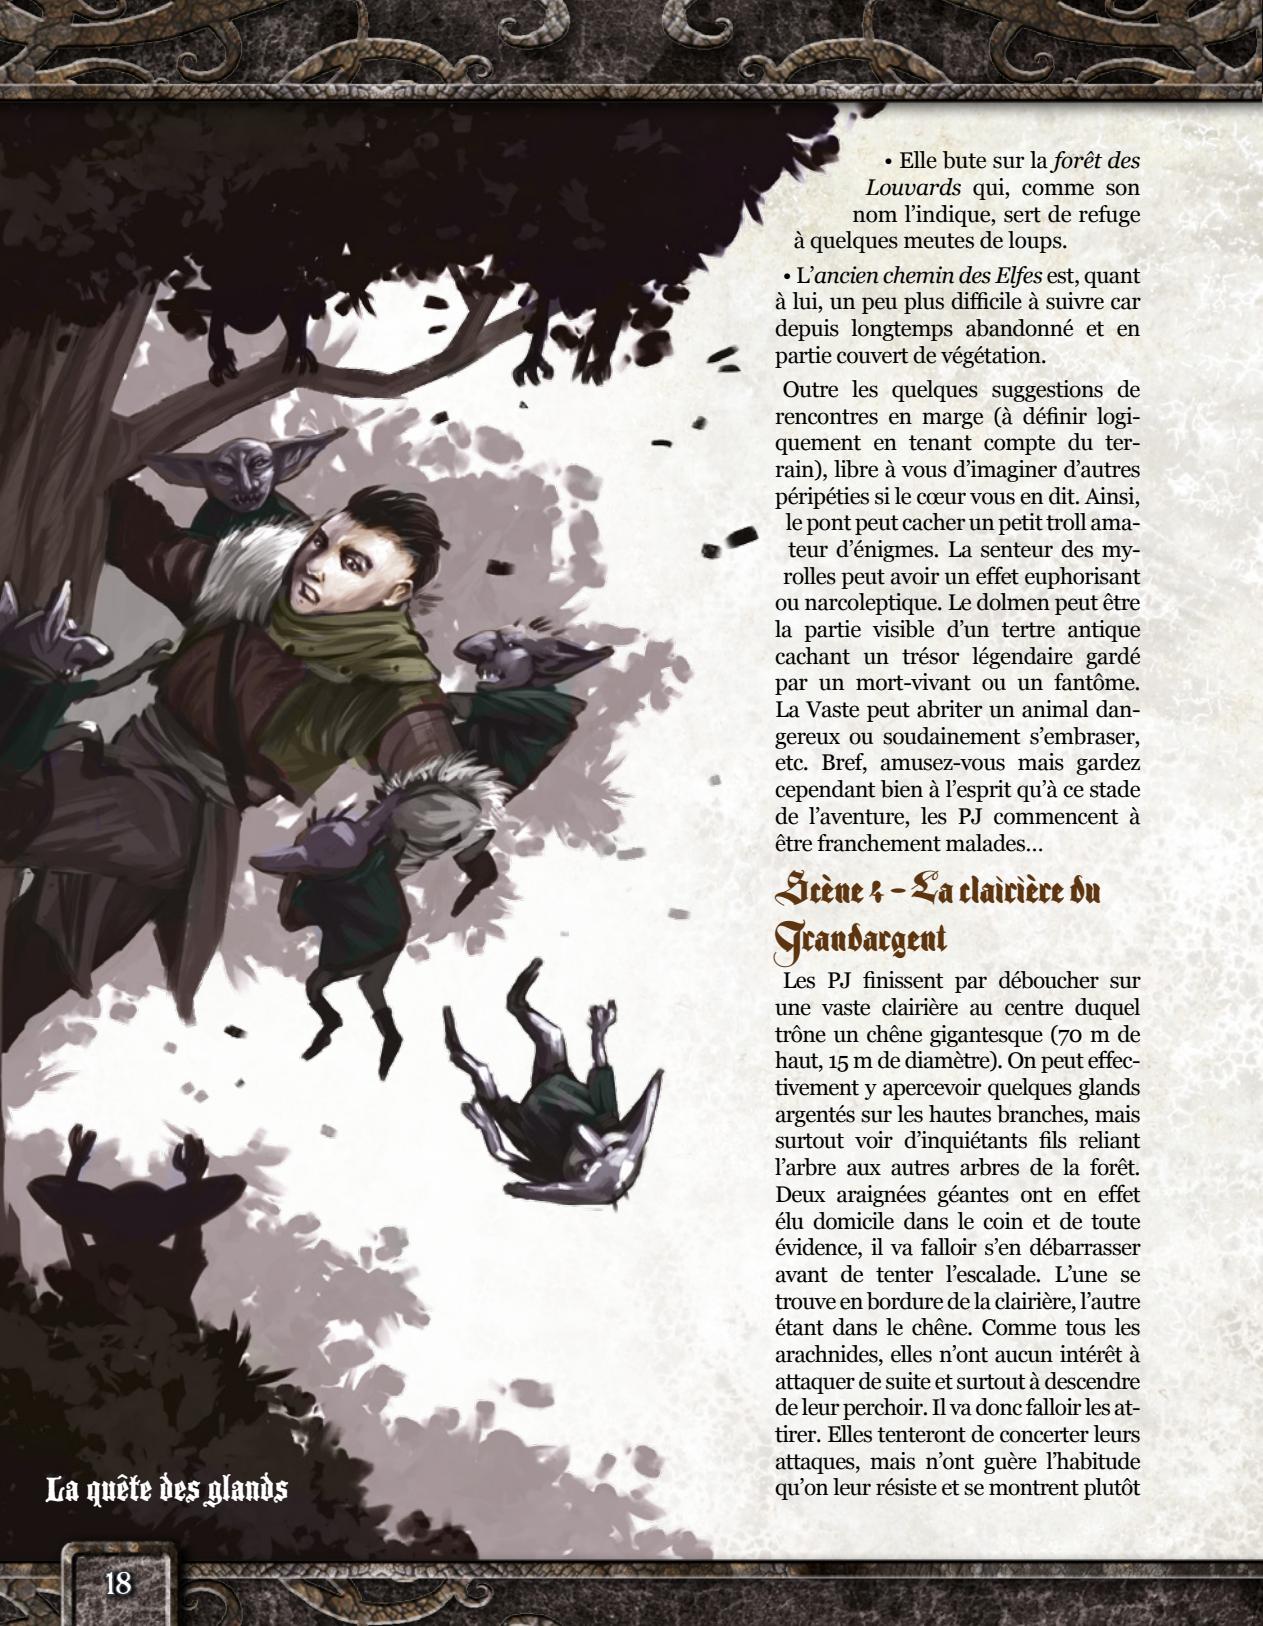 • Elle bute sur la forêt des
Louvards qui, comme son
nom l’indique, sert de refuge
à quelques meutes de loups.
• L’ancien chemin des Elfes est, quant
à lui, un peu plus difficile à suivre car
depuis longtemps abandonné et en
partie couvert de végétation.
Outre les quelques suggestions de
rencontres en marge (à définir logi-
quement en tenant compte du ter-
rain), libre à vous d’imaginer d’autres
péripéties si le cœur vous en dit. Ainsi,
le pont peut cacher un petit troll ama-
teur d’énigmes. La senteur des my-
rolles peut avoir un effet euphorisant
ou narcoleptique. Le dolmen peut être
la partie visible d’un tertre antique
cachant un trésor légendaire gardé
par un mort-vivant ou un fantôme.
La Vaste peut abriter un animal dan-
gereux ou soudainement s’embraser,
etc. Bref, amusez-vous mais gardez
cependant bien à l’esprit qu’à ce stade
de l’aventure, les PJ commencent à
être franchement malades...
Scène 4 – La clairière du
Grandargent
Les PJ finissent par déboucher sur
une vaste clairière au centre duquel
trône un chêne gigantesque (70 m de
haut, 15 m de diamètre). On peut effec-
tivement y apercevoir quelques glands
argentés sur les hautes branches, mais
surtout voir d’inquiétants fils reliant
l’arbre aux autres arbres de la forêt.
Deux araignées géantes ont en effet
élu domicile dans le coin et de toute
évidence, il va falloir s’en débarrasser
avant de tenter l’escalade. L’une se
trouve en bordure de la clairière, l’autre
étant dans le chêne. Comme tous les
arachnides, elles n’ont aucun intérêt à
attaquer de suite et surtout à descendre
de leur perchoir. Il va donc falloir les at-
tirer. Elles tenteront de concerter leurs
attaques, mais n’ont guère l’habitude
qu’on leur résiste et se montrent plutôt
La quête des glands
18